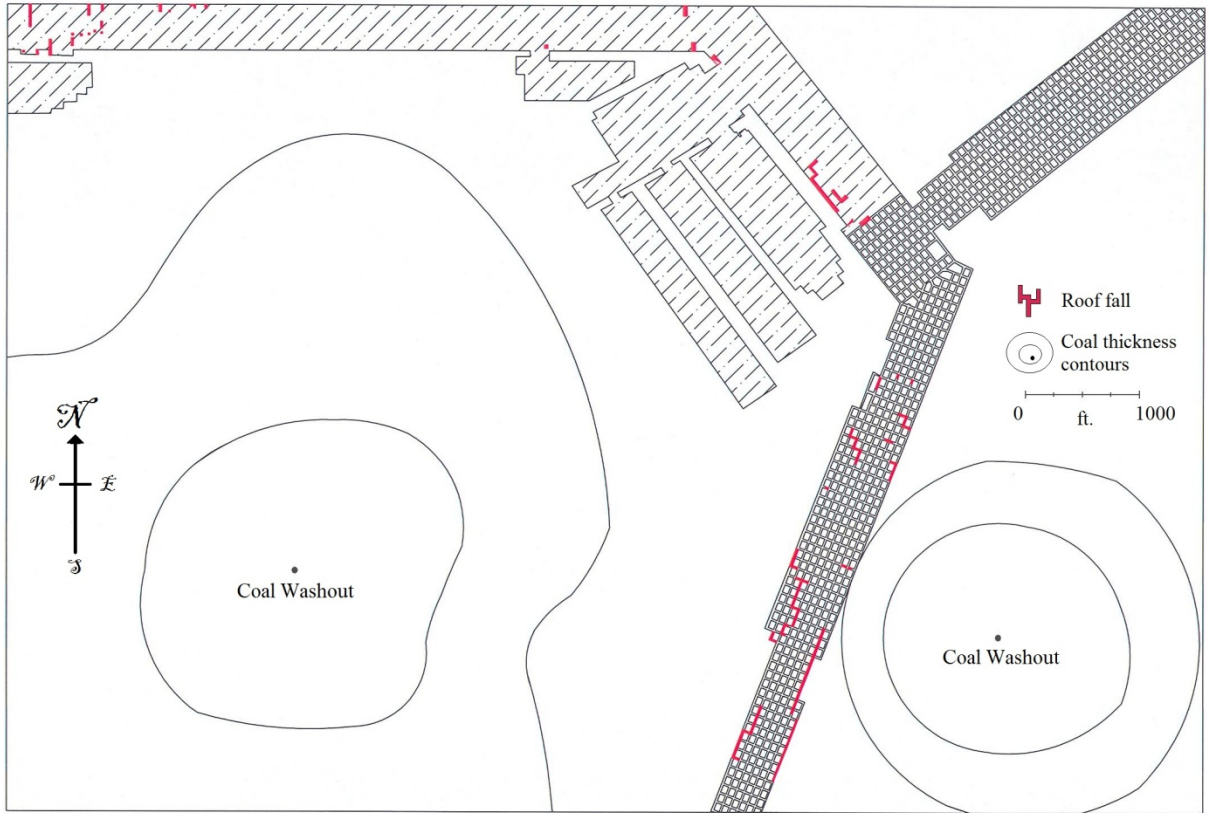 Roof fall
Coal thickness
contours
0 1000
ft.
N
W E
S
Coal Washout
Coal Washout